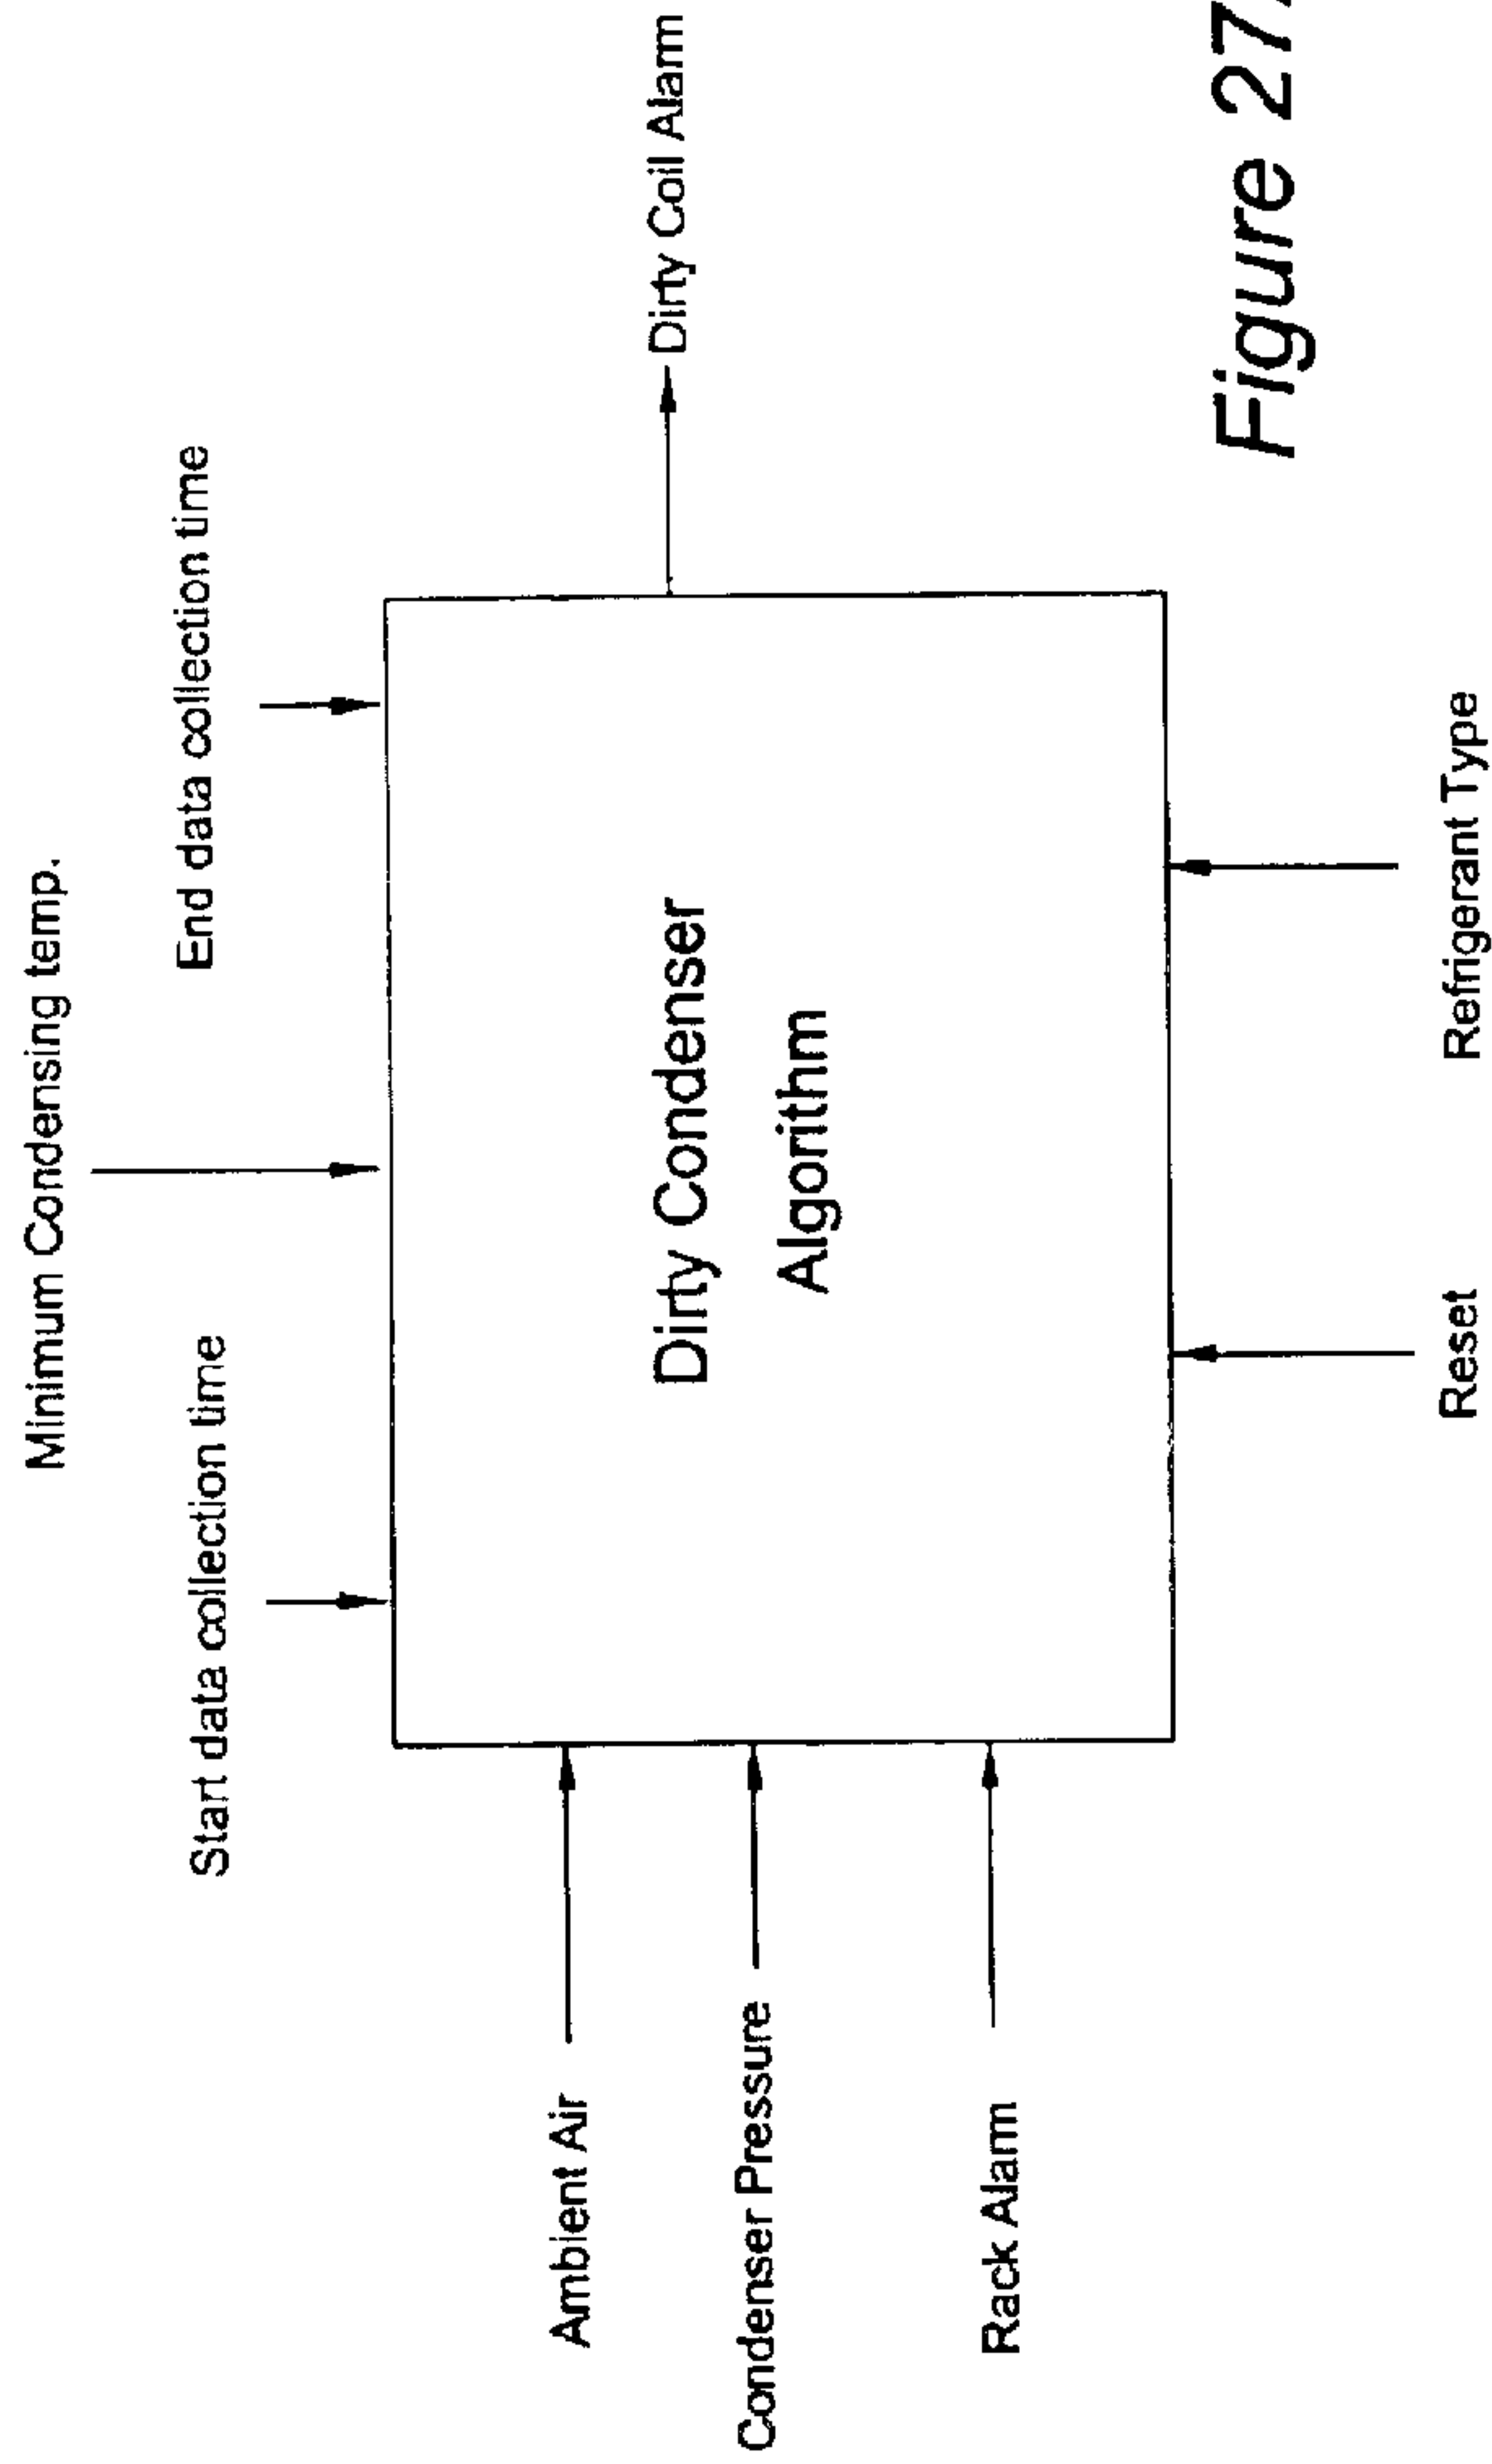 Minimum Condensing temp.
Start data collection time
End data collection time
Ambient Air
Condenser Pressure
Rack Alarm
Dirty Condenser
Algorithm
Dirty Coil Alarm
Reset
Refrigerant Type
Figure 27